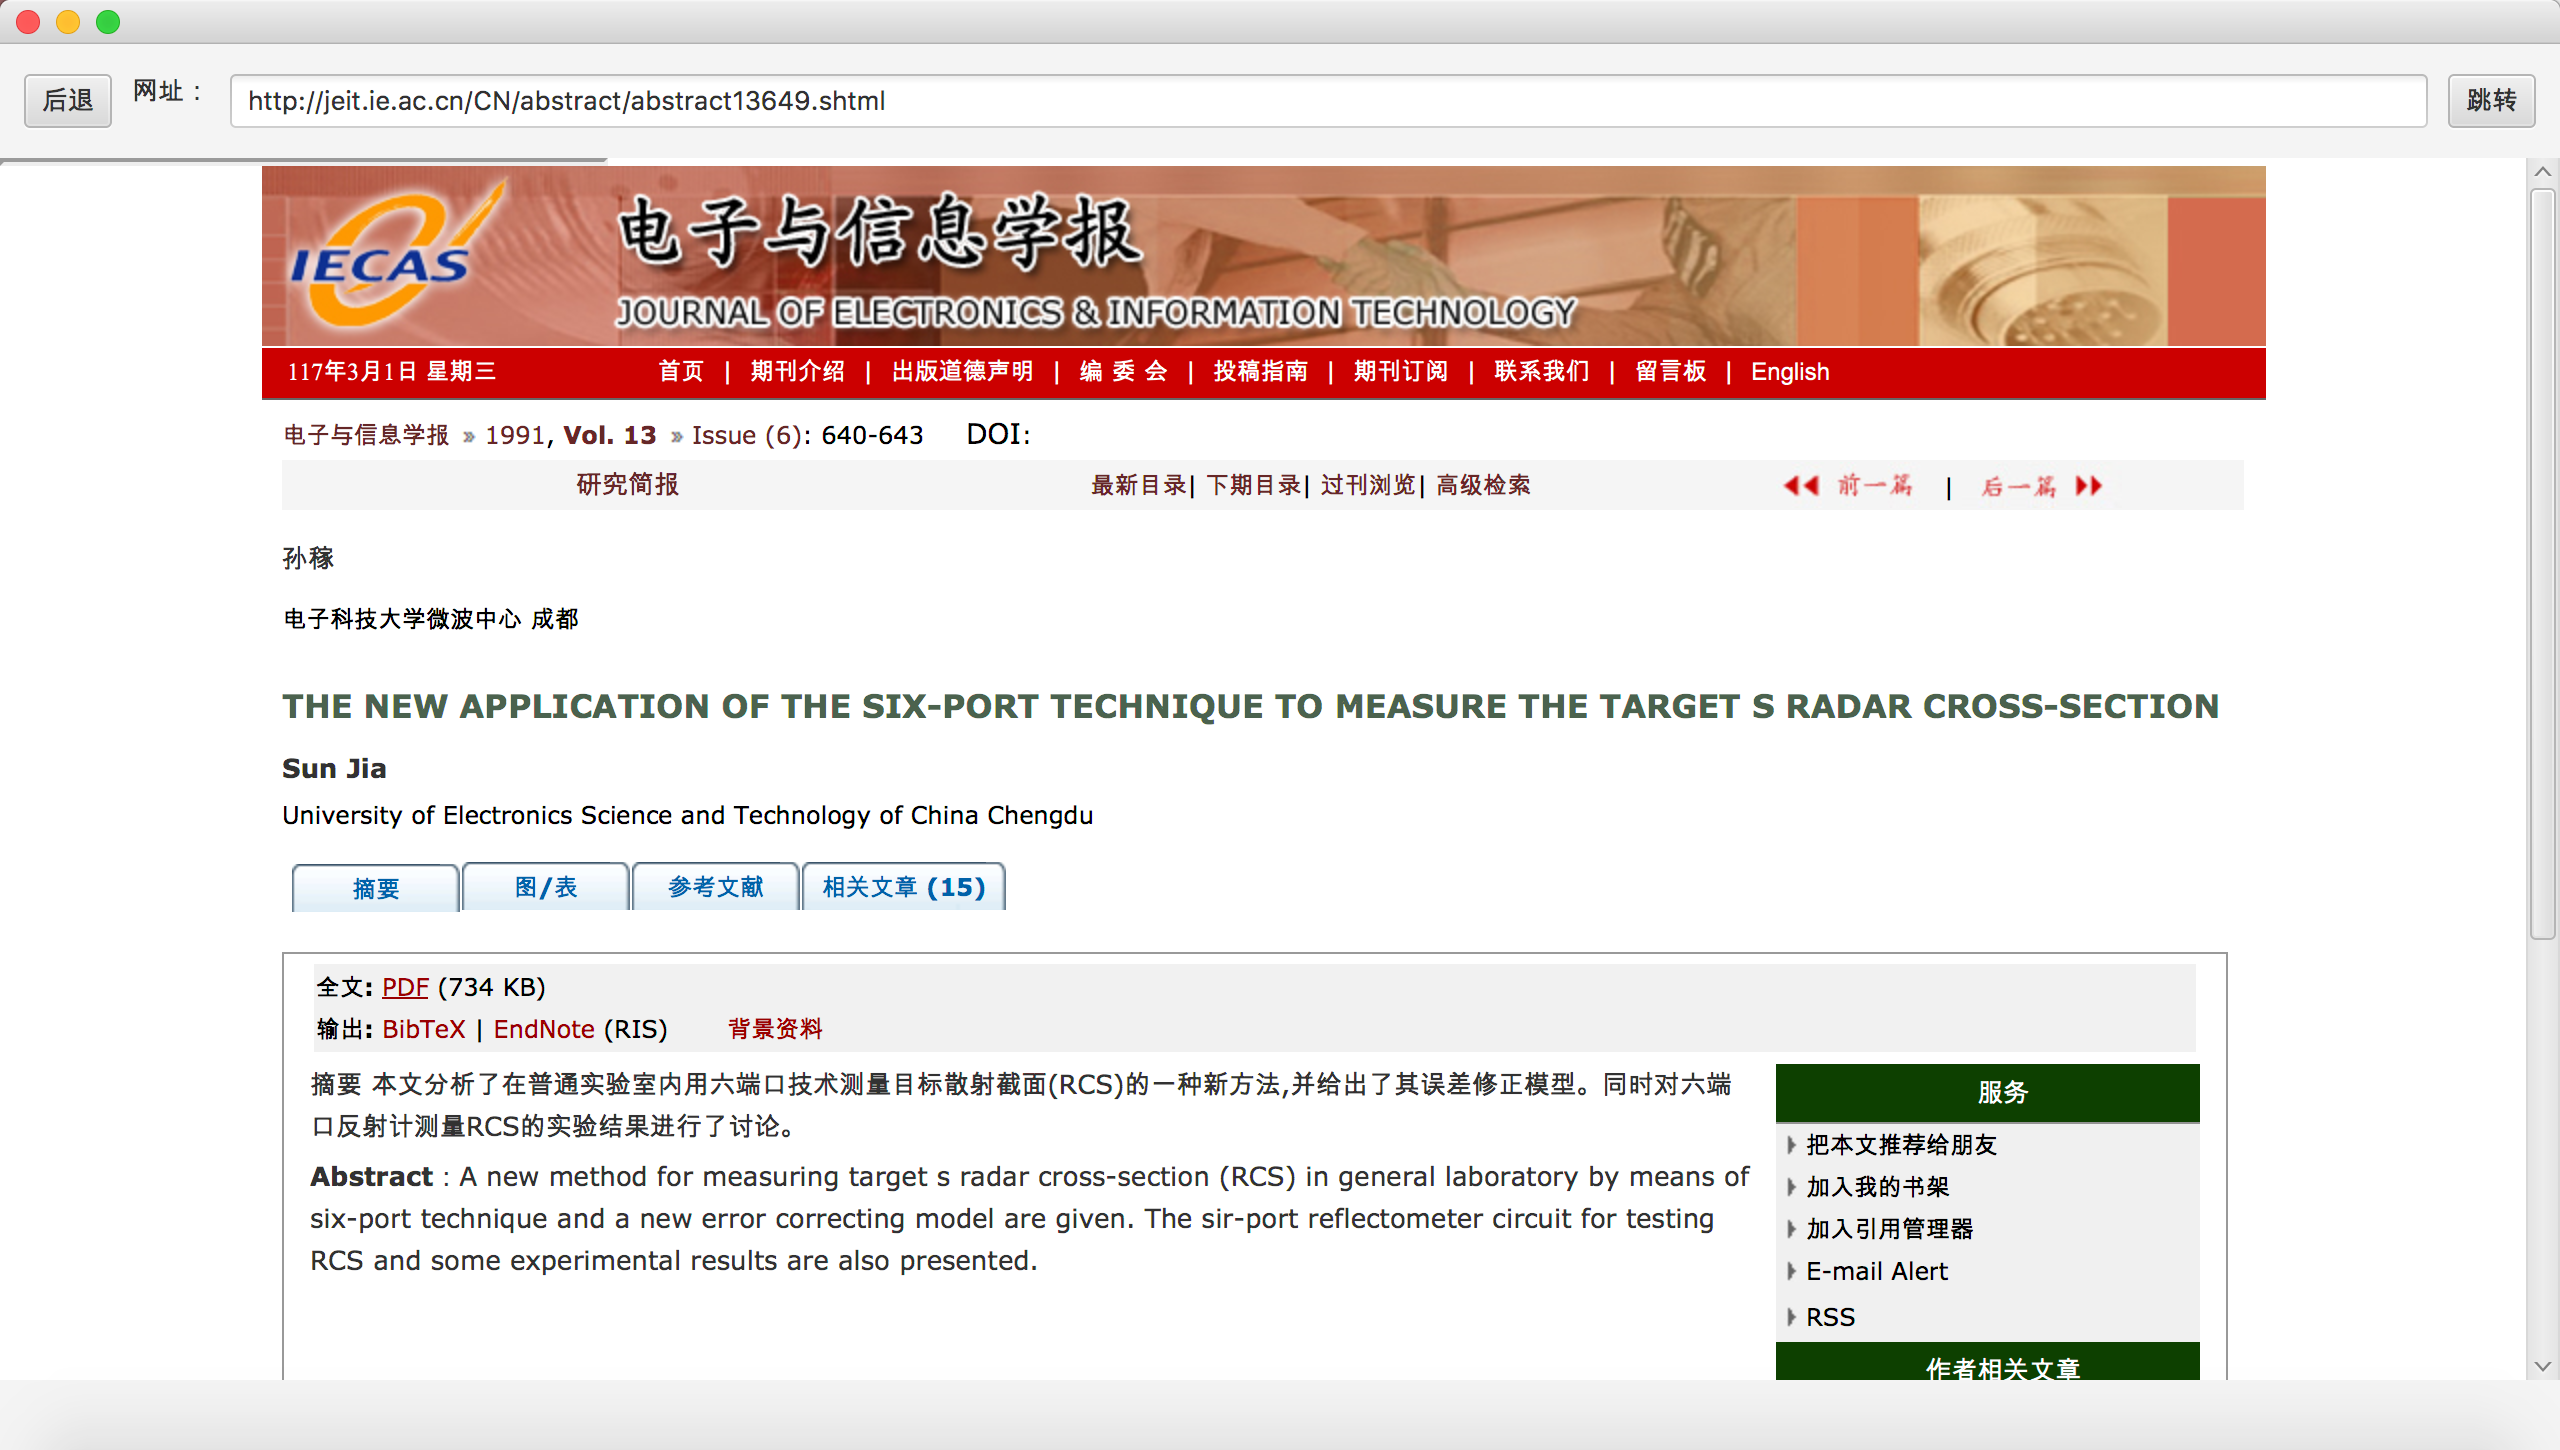 后退 网址： http://jeit.ie.ac.cn/CN/abstract/abstract13649.shtml 跳转
IECAS
电子与信息学报
JOURNAL OF ELECTRONICS & INFORMATION TECHNOLOGY
117年3月1日 星期三 首页 | 期刊介绍 | 出版道德声明 | 编 委 会 | 投稿指南 | 期刊订阅 | 联系我们 | 留言板 | English
电子与信息学报 » 1991, Vol. 13 » Issue (6): 640-643 DOI:
研究简报 最新目录| 下期目录| 过刊浏览| 高级检索 前一篇 | 后一篇
孙稼
电子科技大学微波中心 成都
THE NEW APPLICATION OF THE SIX-PORT TECHNIQUE TO MEASURE THE TARGET S RADAR CROSS-SECTION
Sun Jia
University of Electronics Science and Technology of China Chengdu
摘要 图/表 参考文献 相关文章 (15)
全文: PDF (734 KB)
输出: BibTeX | EndNote (RIS) 背景资料
摘要 本文分析了在普通实验室内用六端口技术测量目标散射截面(RCS)的一种新方法,并给出了其误差修正模型。同时对六端
口反射计测量RCS的实验结果进行了讨论。
Abstract : A new method for measuring target s radar cross-section (RCS) in general laboratory by means of
six-port technique and a new error correcting model are given. The sir-port reflectometer circuit for testing
RCS and some experimental results are also presented.
服务
把本文推荐给朋友
加入我的书架
加入引用管理器
E-mail Alert
RSS
作者相关文章